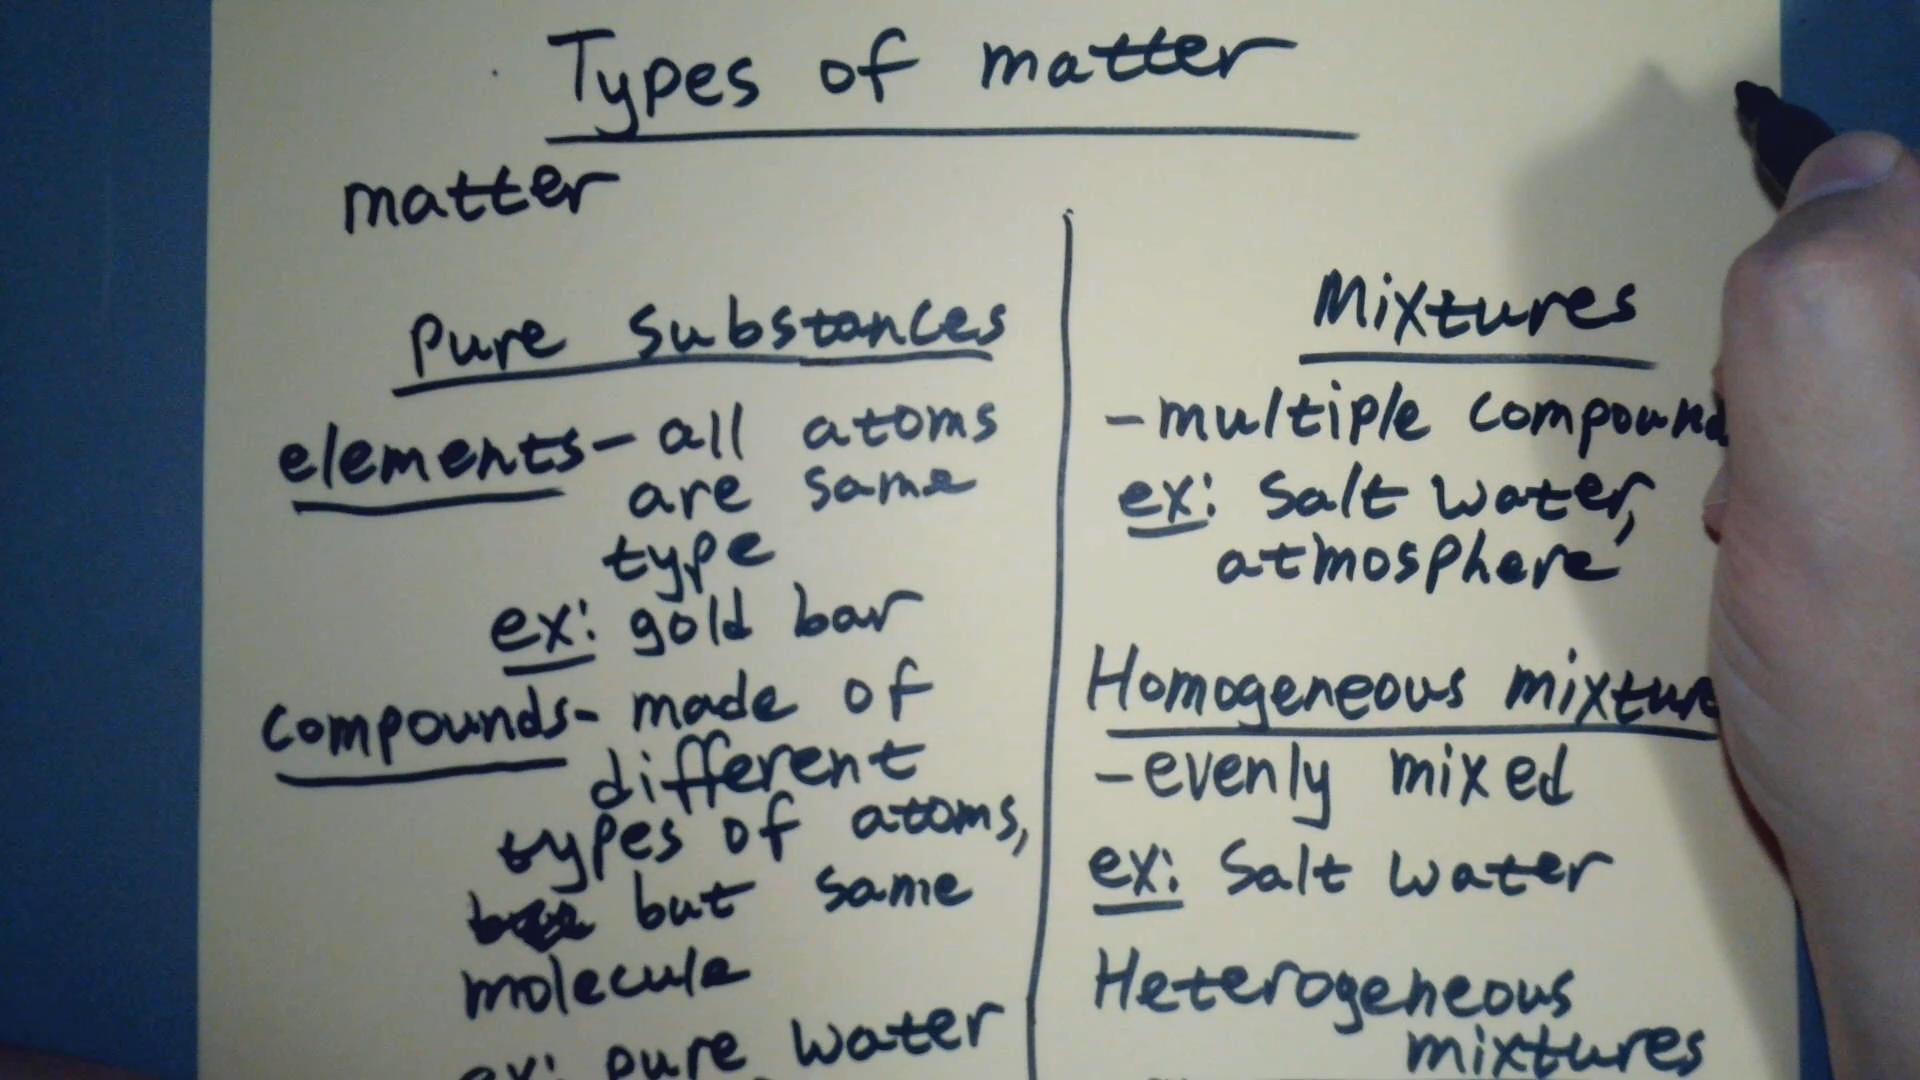 Types of matter
matter
Pure Substances
elements - all atoms
are same
type
ex: gold bar
compounds - made of
different
types of atoms,
but same
molecule
ex: pure water
Mixtures
- multiple compound
ex: Salt water,
atmosphere
Homogeneous mixture
- evenly mixed
ex: Salt water
Heterogeneous
mixtures